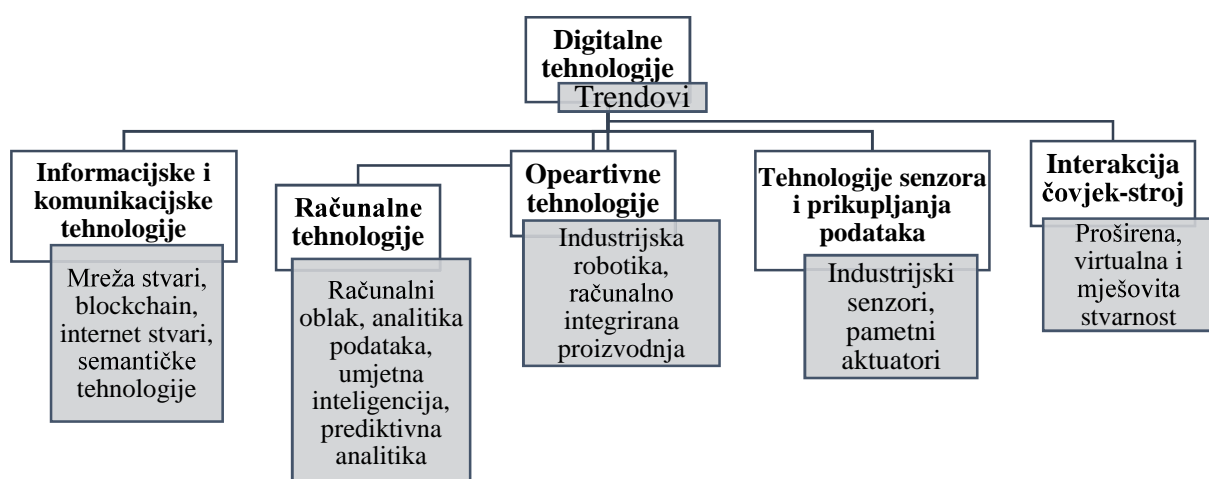 Digitalne
tehnologije
Trendovi
Informacijske i
komunikacijske
tehnologije
Mreža stvari,
blockchain,
internet stvari,
semantičke
tehnologije
Računalne
tehnologije
Računalni
oblak, analitika
podataka,
umjetna
inteligencija,
prediktivna
analitika
Opeartivne
tehnologije
Industrijska
robotika,
računalno
integrirana
proizvodnja
Tehnologije senzora
i prikupljanja
podataka
Industrijski
senzori,
pametni
aktuatori
Interakcija
čovjek-stroj
Proširena,
virtualna i
mješovita
stvarnost